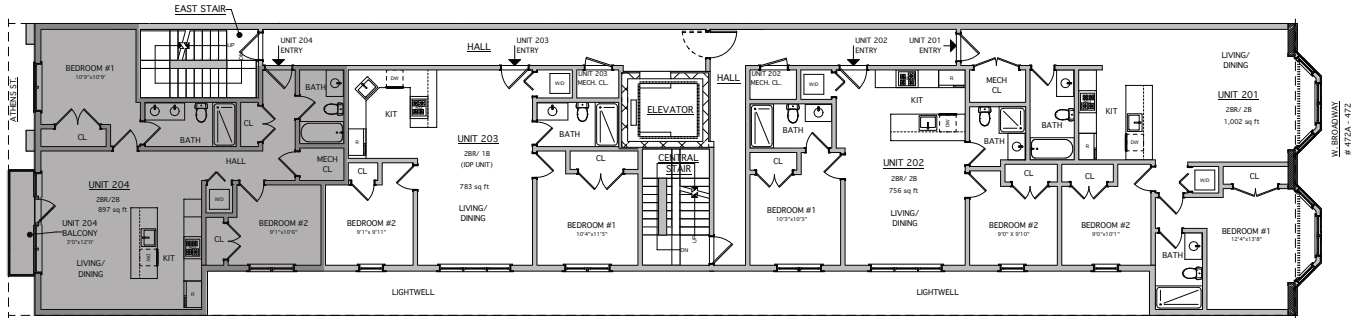 EAST STAIR
UP
DN
UNIT 204
ENTRY
HALL
UNIT 203
ENTRY
UNIT 202
ENTRY
UNIT 201
ENTRY
ATHENS ST.
BEDROOM #1
10'9"x10'9"
CL
BATH
CL
BATH
MECH
CL
HALL
UNIT 204
2BR/2B
897 sq ft
UNIT 204
BALCONY
3'0"x12'0"
LIVING/
DINING
DW
KIT
R
W/D
CL
BEDROOM #2
9'1"x10'6"
DW
KIT
R
UNIT 203
2BR/ 1B
(IDP UNIT)
783 sq ft
LIVING/
DINING
CL
BEDROOM #2
9'1"x 9'11"
W/D
UNIT 203
MECH. CL.
BATH
CL
BEDROOM #1
10'4"x11'5"
ELEVATOR
HALL
CENTRAL
STAIR
UP
DN
UNIT 202
MECH. CL.
W/D
BATH
CL
BEDROOM #1
10'3"x10'3"
R
KIT
DW
UNIT 202
2BR/ 2B
756 sq ft
LIVING/
DINING
MECH
CL
BATH
CL
BEDROOM #2
9'0" X 9'10"
BATH
R
KIT
DW
CL
BEDROOM #2
9'0"x10'1"
LIVING/
DINING
UNIT 201
2BR/ 2B
1,002 sq ft
W/D
CL
BEDROOM #1
12'4"x13'8"
BATH
W. BROADWAY
# 472A - 472
LIGHTWELL
LIGHTWELL